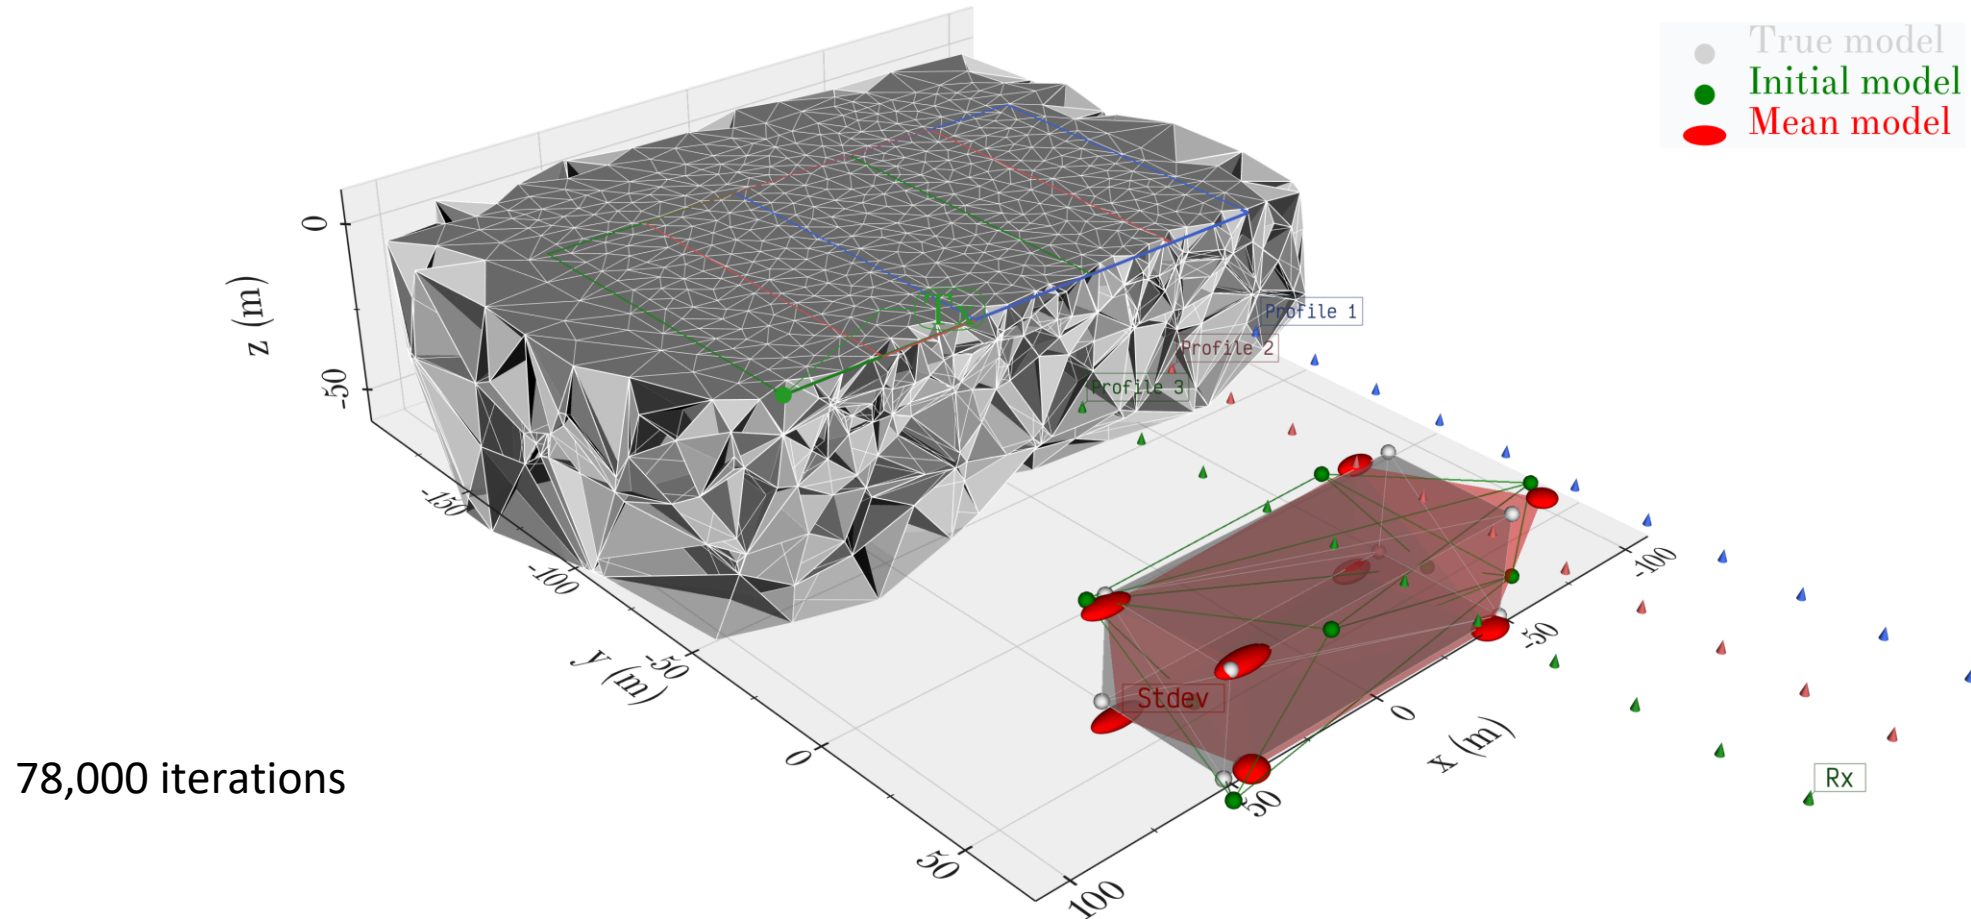 True model
Initial model
Mean model
0
z (m)
-50
Tx
Profile 1
Profile 2
Profile 3
-150
-100
-50
y (m)
0
50
Stdev
-100
-50
0
x (m)
50
100
Rx
78,000 iterations